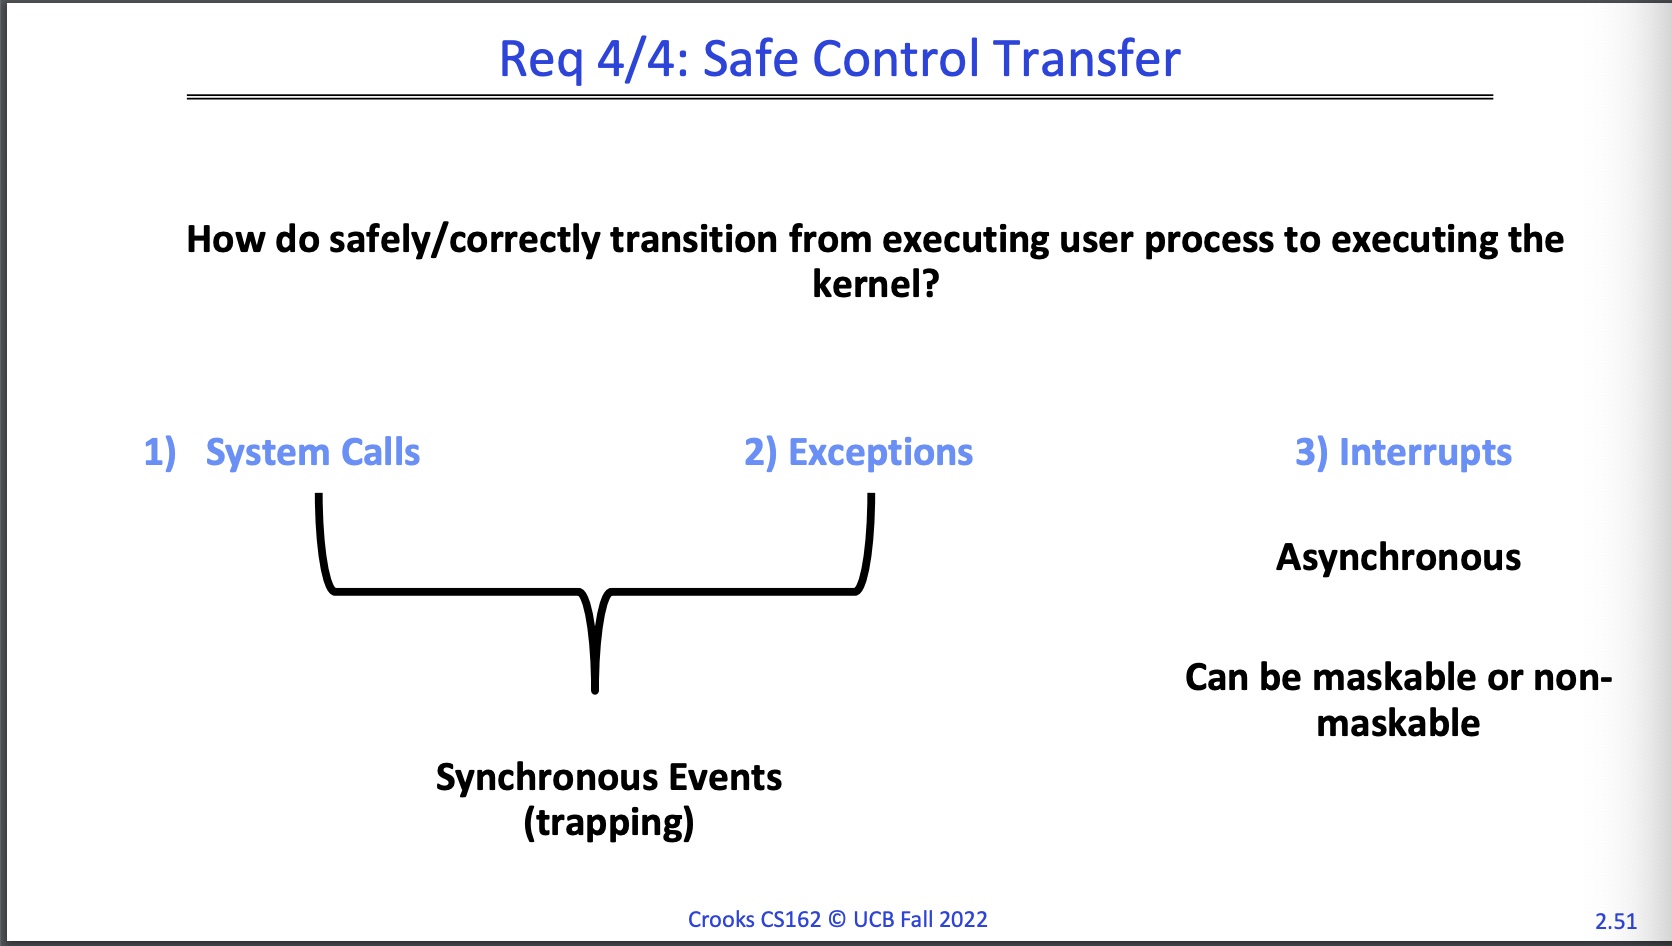 Req 4/4: Safe Control Transfer
How do safely/correctly transition from executing user process to executing the
kernel?
1) System Calls
2) Exceptions
3) Interrupts
Asynchronous
Can be maskable or non-
maskable
Synchronous Events
(trapping)
Crooks CS162 © UCB Fall 2022
2.51